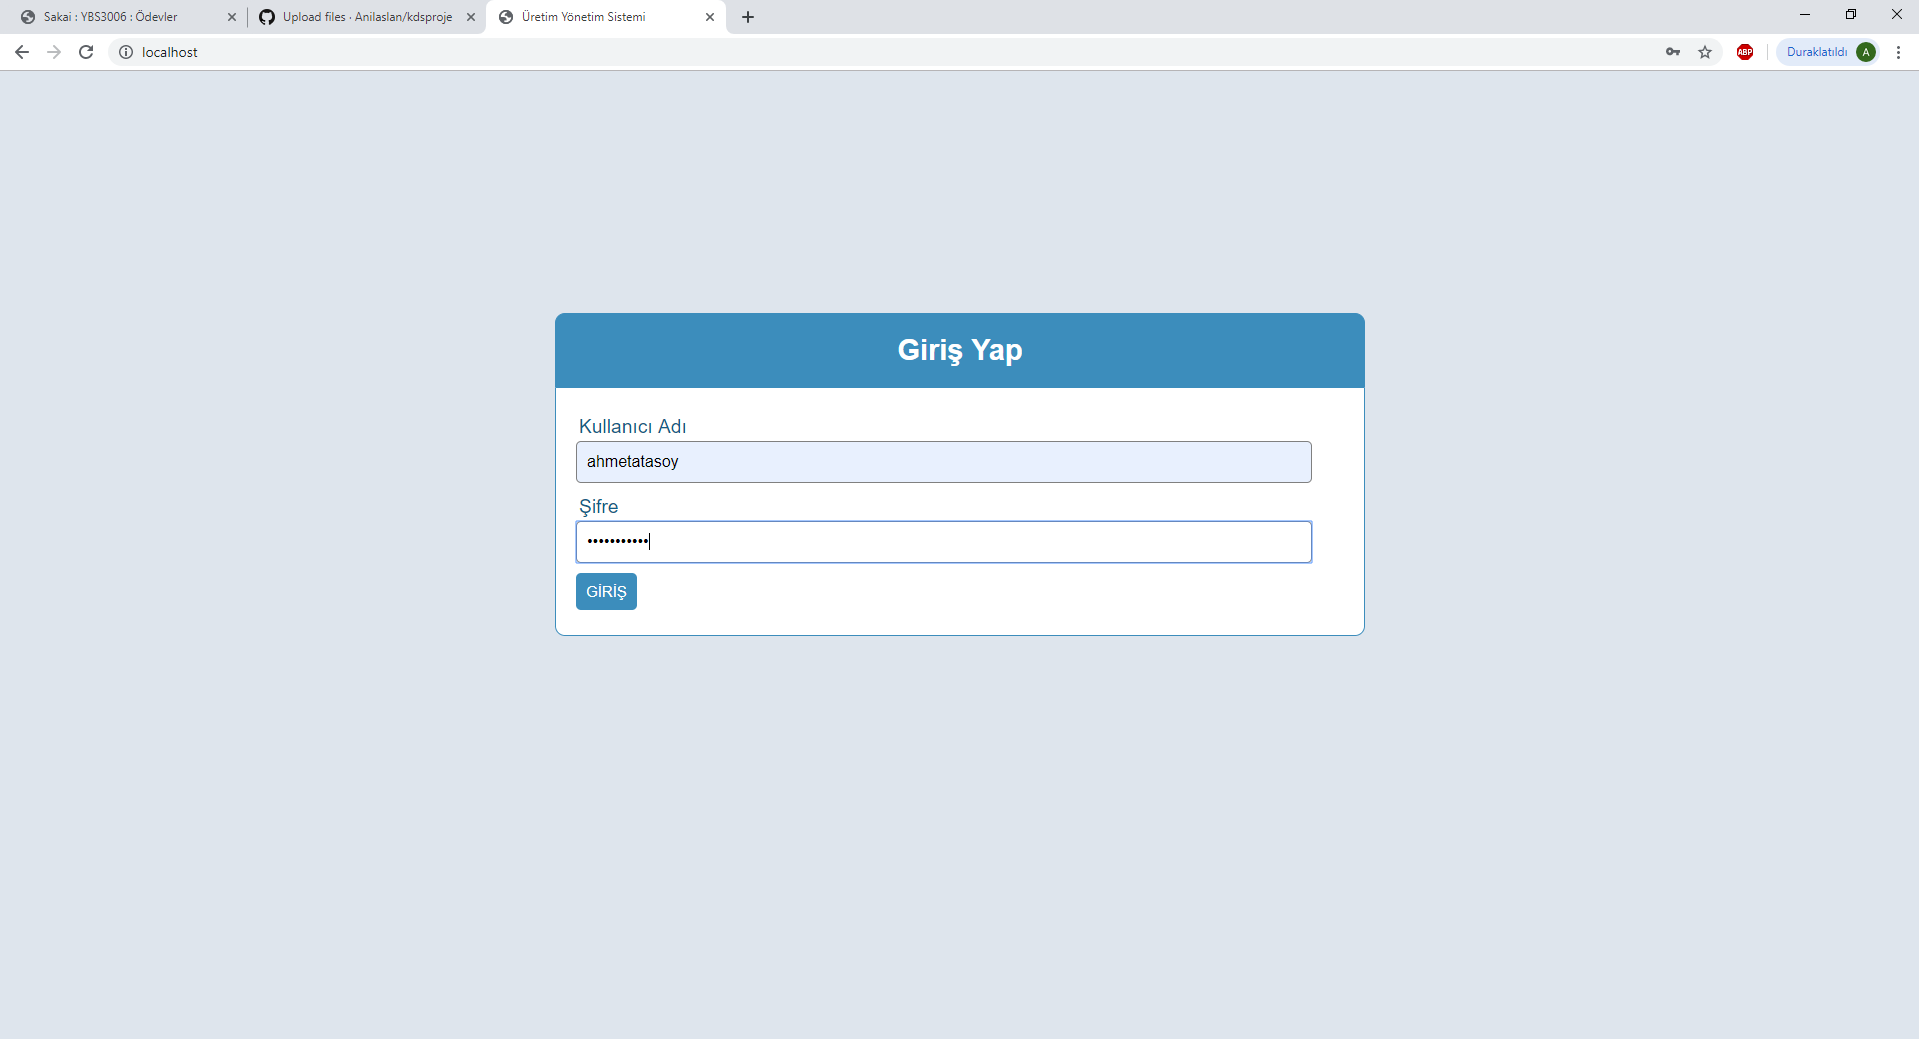 Sakai : YBS3006 : Ödevler
Upload files · Anilaslan/kdsproje
Üretim Yönetim Sistemi
localhost
ABP
Duraklatıldı
A
Giriş Yap
Kullanıcı Adı
ahmetatasoy
Şifre
•••••••••••
GİRİŞ